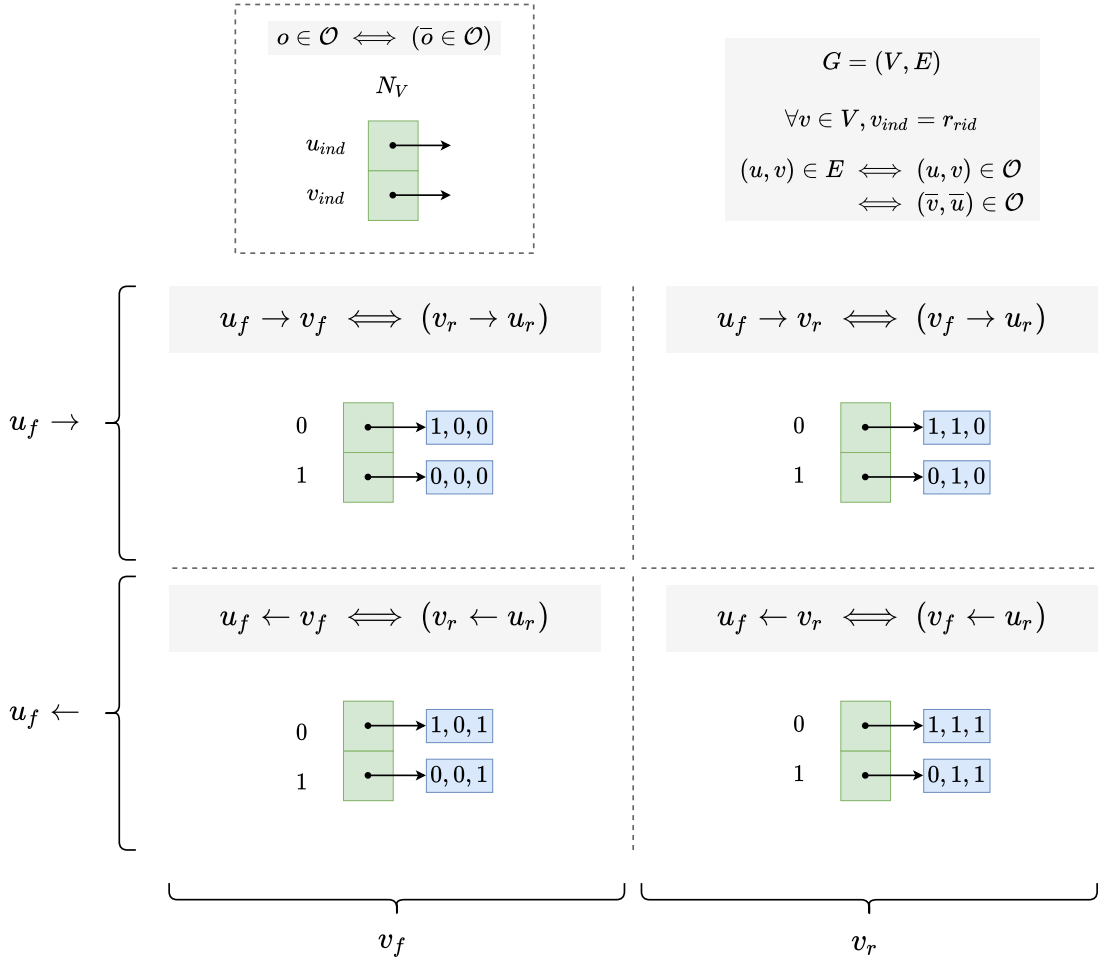 o ∈ 𝒪 ⟺ (o̅ ∈ 𝒪)
N_V
u_ind
v_ind
G = (V, E)
∀v ∈ V, v_ind = r_rid
(u, v) ∈ E ⟺ (u, v) ∈ 𝒪
⟺ (v̅, u̅) ∈ 𝒪
u_f →
u_f → v_f ⟺ (v_r → u_r)
0 1, 0, 0
1 0, 0, 0
u_f → v_r ⟺ (v_f → u_r)
0 1, 1, 0
1 0, 1, 0
u_f ←
u_f ← v_f ⟺ (v_r ← u_r)
0 1, 0, 1
1 0, 0, 1
u_f ← v_r ⟺ (v_f ← u_r)
0 1, 1, 1
1 0, 1, 1
v_f
v_r